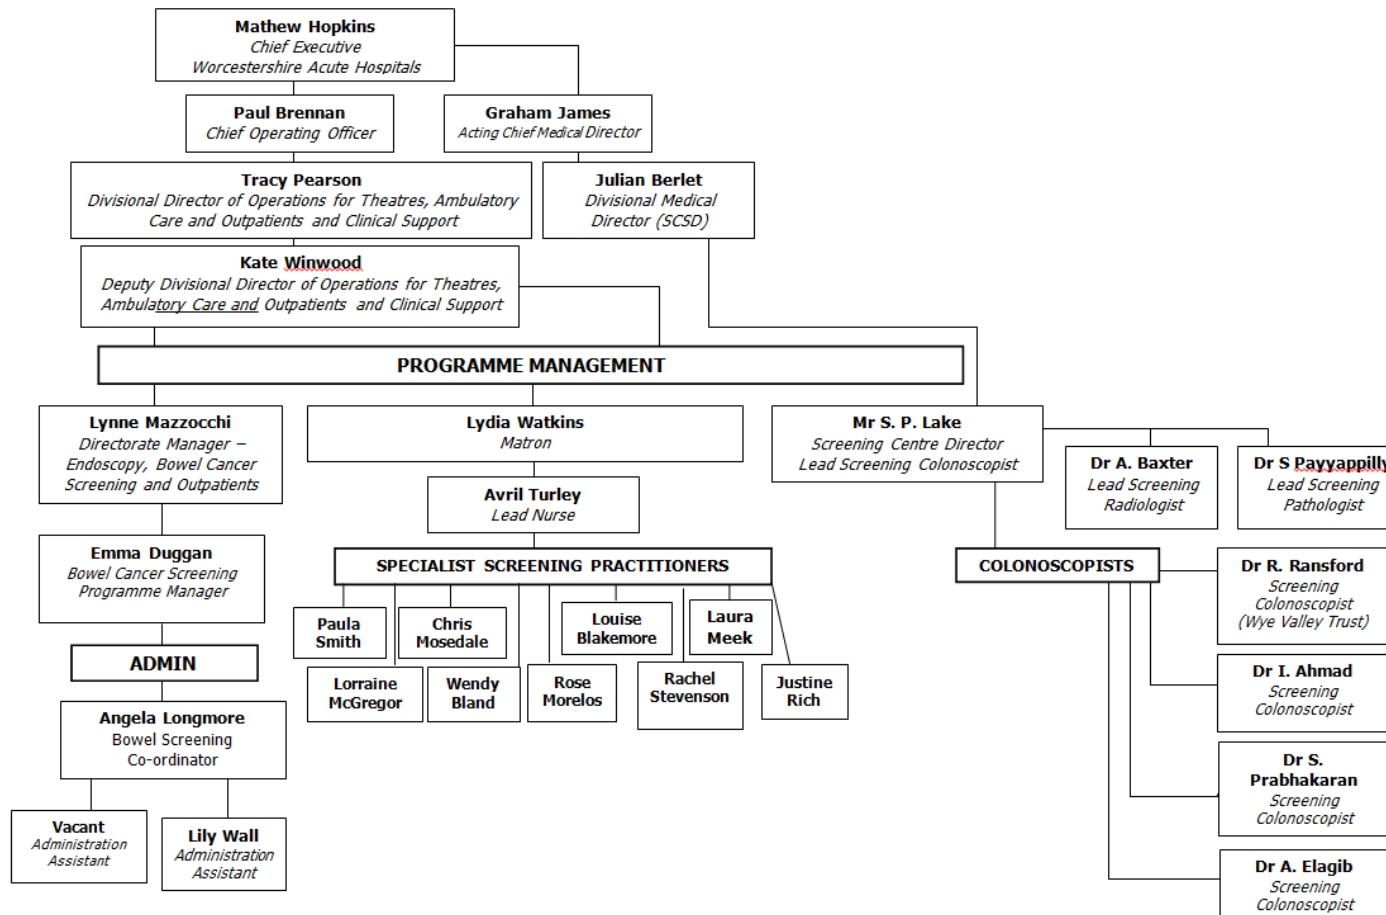 Mathew Hopkins
Chief Executive
Worcestershire Acute Hospitals
Paul Brennan
Chief Operating Officer
Graham James
Acting Chief Medical Director
Tracy Pearson
Divisional Director of Operations for Theatres, Ambulatory
Care and Outpatients and Clinical Support
Julian Berlet
Divisional Medical
Director (SCSD)
Kate Winwood
Deputy Divisional Director of Operations for Theatres,
Ambulatory Care and Outpatients and Clinical Support
PROGRAMME MANAGEMENT
Lynne Mazzocchi
Directorate Manager –
Endoscopy, Bowel Cancer
Screening and Outpatients
Lydia Watkins
Matron
Mr S. P. Lake
Screening Centre Director
Lead Screening Colonoscopist
Dr A. Baxter
Lead Screening
Radiologist
Dr S Payyappilly
Lead Screening
Pathologist
Avril Turley
Lead Nurse
Emma Duggan
Bowel Cancer Screening
Programme Manager
SPECIALIST SCREENING PRACTITIONERS
COLONOSCOPISTS
Dr R. Ransford
Screening
Colonoscopist
(Wye Valley Trust)
Paula
Smith
Chris
Mosedale
Louise
Blakemore
Laura
Meek
Lorraine
McGregor
Wendy
Bland
Rose
Morelos
Rachel
Stevenson
Justine
Rich
ADMIN
Dr I. Ahmad
Screening
Colonoscopist
Angela Longmore
Bowel Screening
Co-ordinator
Dr S.
Prabhakaran
Screening
Colonoscopist
Vacant
Administration
Assistant
Lily Wall
Administration
Assistant
Dr A. Elagib
Screening
Colonoscopist